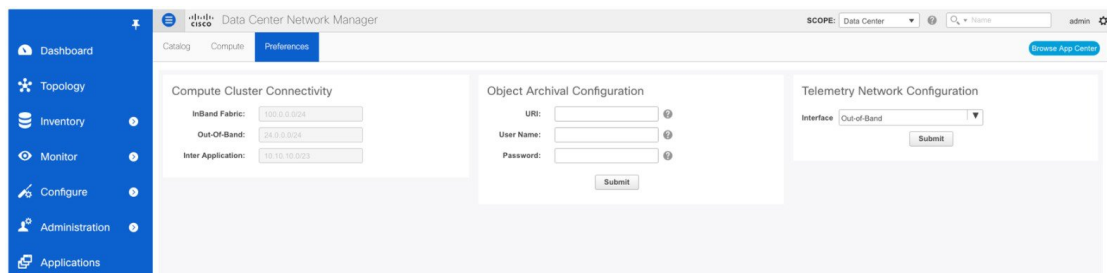 cisco Data Center Network Manager
SCOPE: Data Center
Name
admin
Dashboard
Topology
Inventory
Monitor
Configure
Administration
Applications
Catalog Compute Preferences
Browse App Center
Compute Cluster Connectivity
InBand Fabric: 100.0.0.0/24
Out-Of-Band: 24.0.0.0/24
Inter Application: 10.10.10.0/23
Object Archival Configuration
URI:
User Name:
Password:
Submit
Telemetry Network Configuration
Interface Out-of-Band
Submit